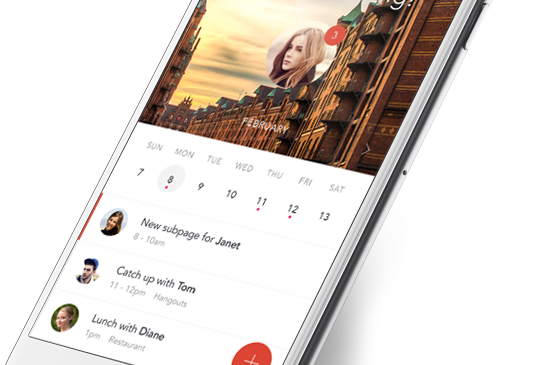 3
FEBRUARY
SUN MON TUE WED THU FRI SAT
7 8 9 10 11 12 13
New subpage for Janet
8 - 10am
Catch up with Tom
11 - 12pm Hangouts
Lunch with Diane
1pm Restaurant